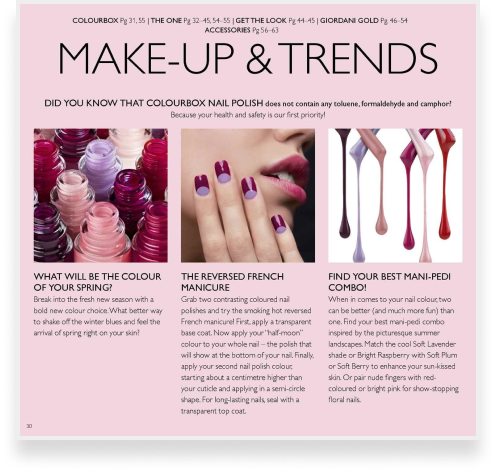 COLOURBOX Pg 31, 55 | THE ONE Pg 32–45, 54–55 | GET THE LOOK Pg 44–45 | GIORDANI GOLD Pg. 46–54
ACCESSORIES Pg 56–63
MAKE-UP & TRENDS
DID YOU KNOW THAT COLOURBOX NAIL POLISH does not contain any toluene, formaldehyde and camphor?
Because your health and safety is our first priority!
WHAT WILL BE THE COLOUR
OF YOUR SPRING?
Break into the fresh new season with a
bold new colour choice. What better way
to shake off the winter blues and feel the
arrival of spring right on your skin?
THE REVERSED FRENCH
MANICURE
Grab two contrasting coloured nail
polishes and try the smoking hot reversed
French manicure! First, apply a transparent
base coat. Now apply your "half-moon"
colour to your whole nail – the polish that
will show at the bottom of your nail. Finally,
apply your second nail polish colour,
starting about a centimetre higher than
your cuticle and applying in a semi-circle
shape. For long-lasting nails, seal with a
transparent top coat.
FIND YOUR BEST MANI-PEDI
COMBO!
When in comes to your nail colour, two
can be better (and much more fun) than
one. Find your best mani-pedi combo
inspired by the picturesque summer
landscapes. Match the cool Soft Lavender
shade or Bright Raspberry with Soft Plum
or Soft Berry to enhance your sun-kissed
skin. Or pair nude fingers with red-
coloured or bright pink for show-stopping
floral nails.
30